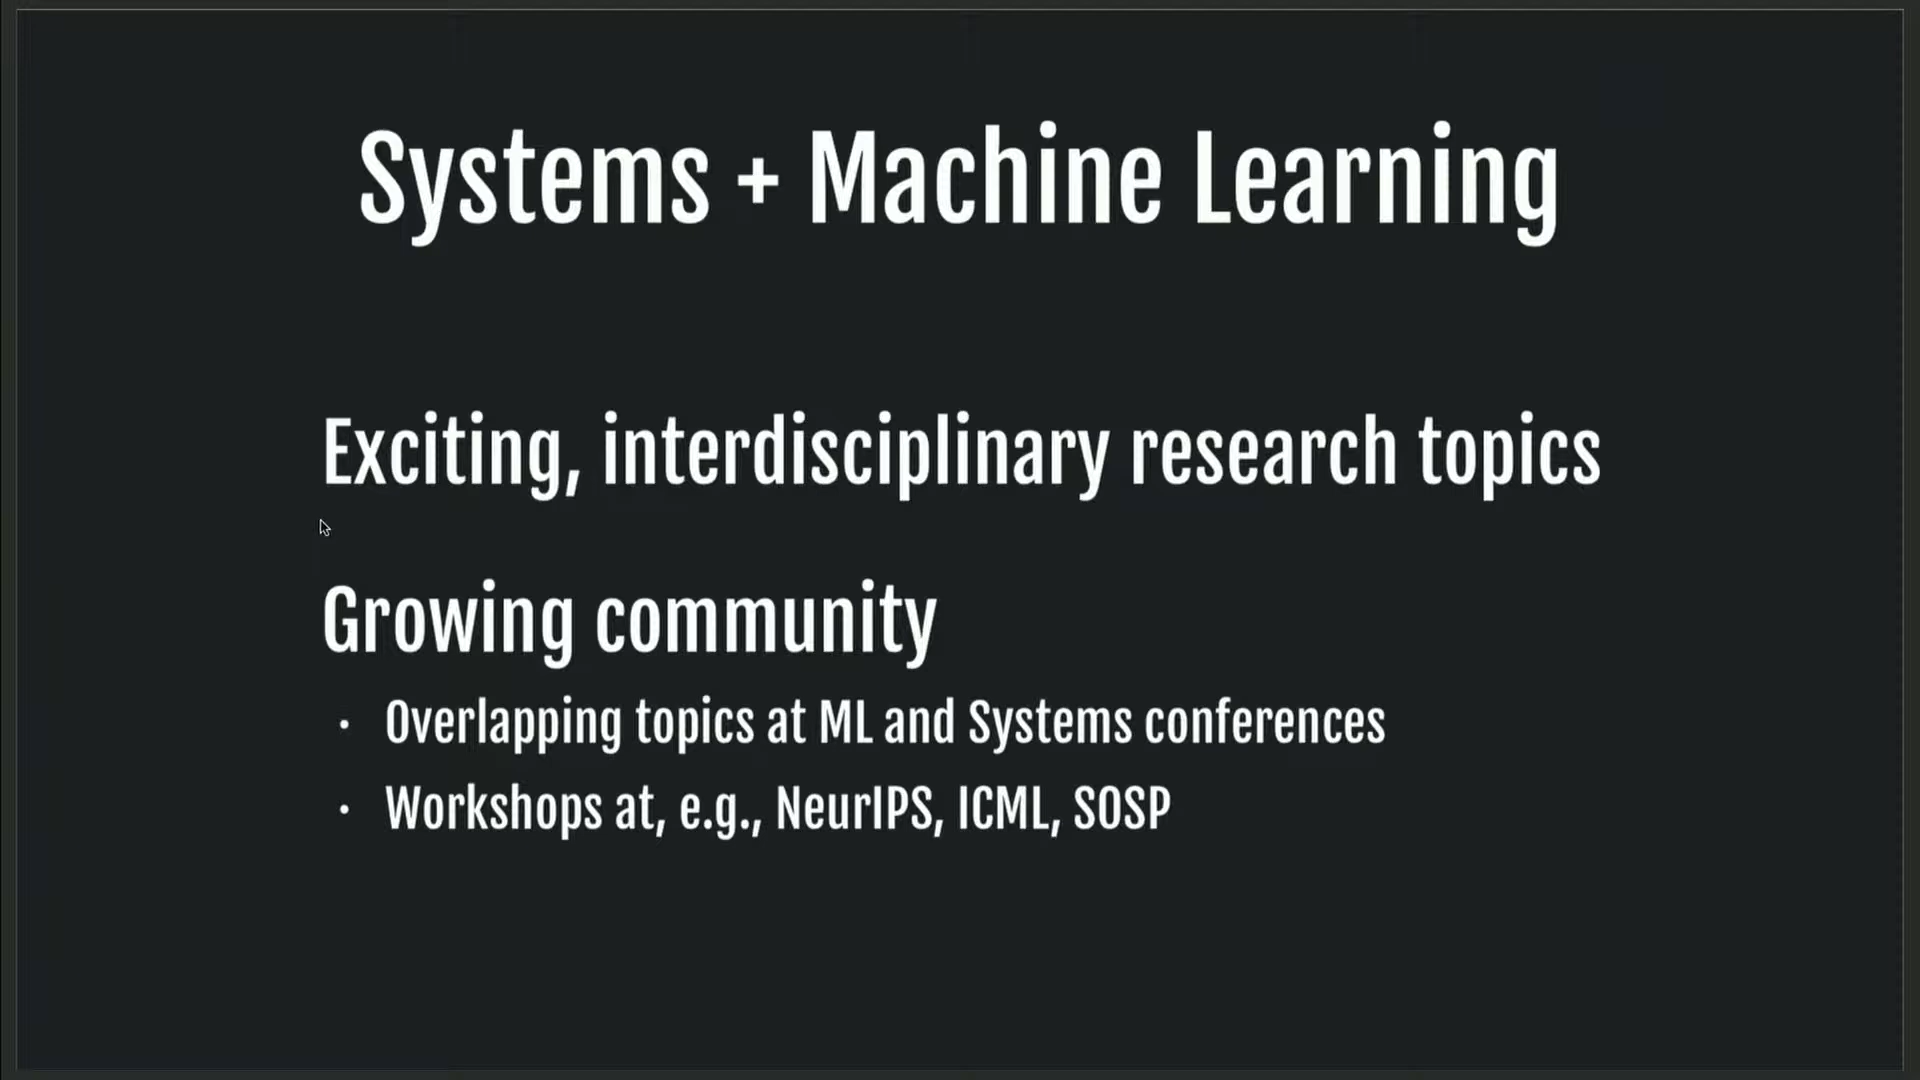 Systems + Machine Learning
Exciting, interdisciplinary research topics
Growing community
· Overlapping topics at ML and Systems conferences
· Workshops at, e.g., NeurIPS, ICML, SOSP